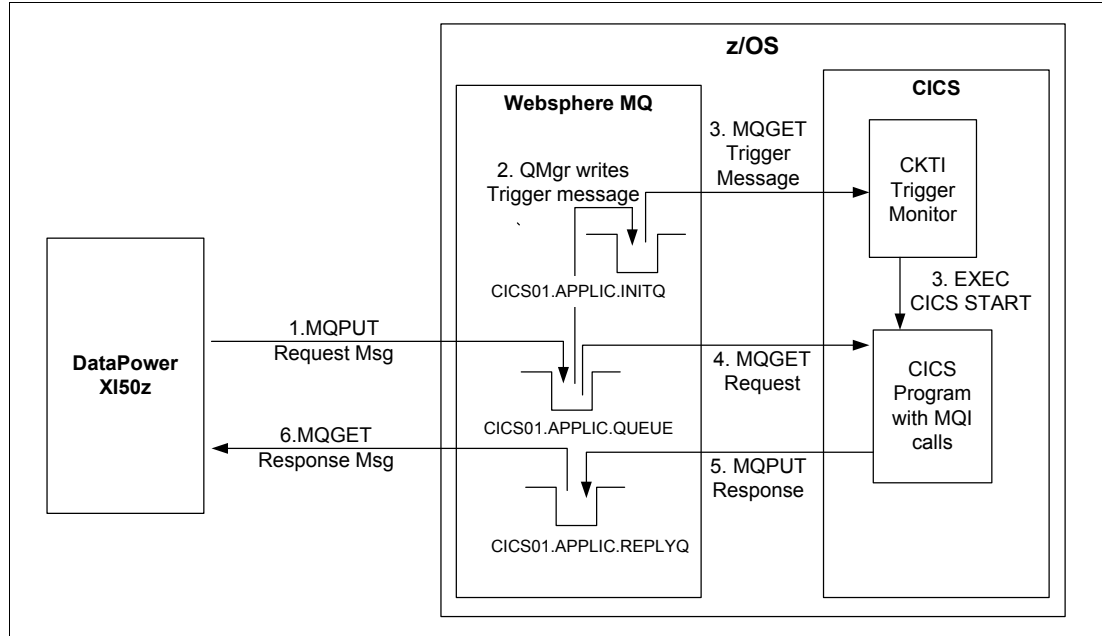 z/OS
Websphere MQ
CICS
3. MQGET
Trigger
Message
CKTI
Trigger
Monitor
2. QMgr writes
Trigger message
`
CICS01.APPLIC.INITQ
3. EXEC
CICS START
1.MQPUT
Request Msg
DataPower
XI50z
4. MQGET
Request
CICS
Program
with MQI
calls
CICS01.APPLIC.QUEUE
6.MQGET
Response Msg
5. MQPUT
Response
CICS01.APPLIC.REPLYQ